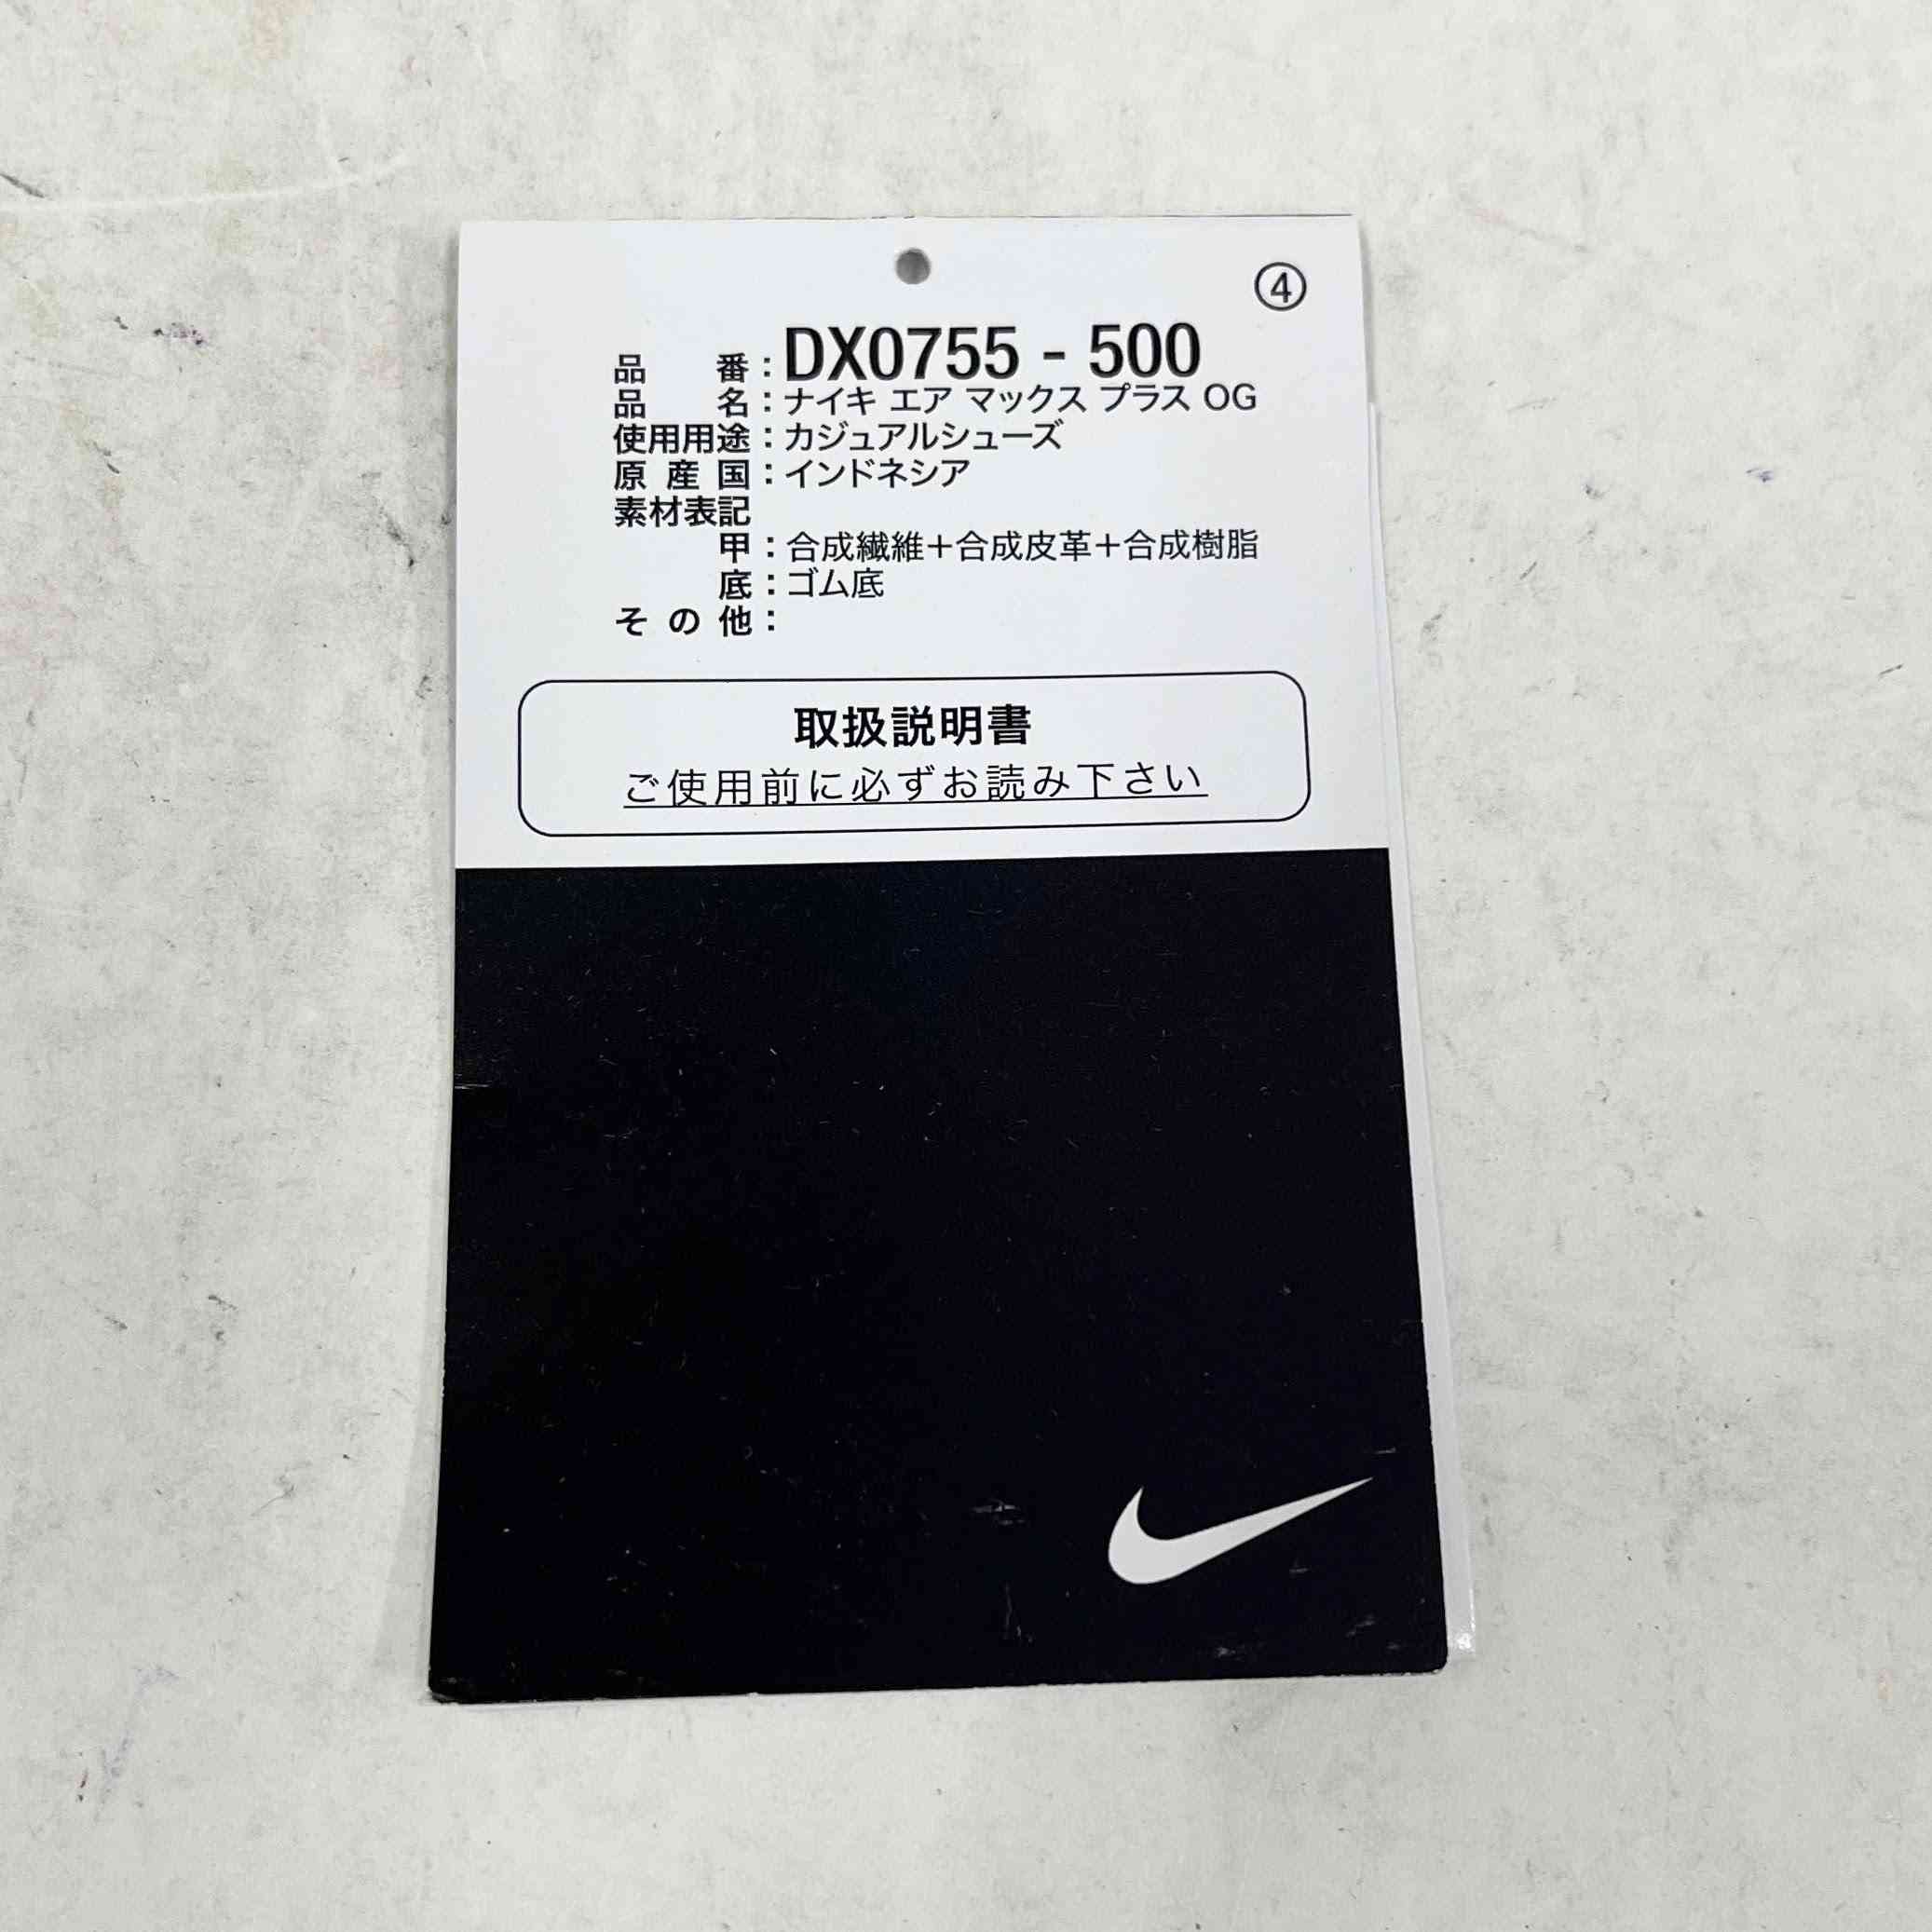 ④
品番：DX0755 - 500
品名：ナイキ エア マックス プラス OG
使用用途：カジュアルシューズ
原産国：インドネシア
素材表記
甲：合成繊維＋合成皮革＋合成樹脂
底：ゴム底
その他：
取扱説明書
ご使用前に必ずお読み下さい